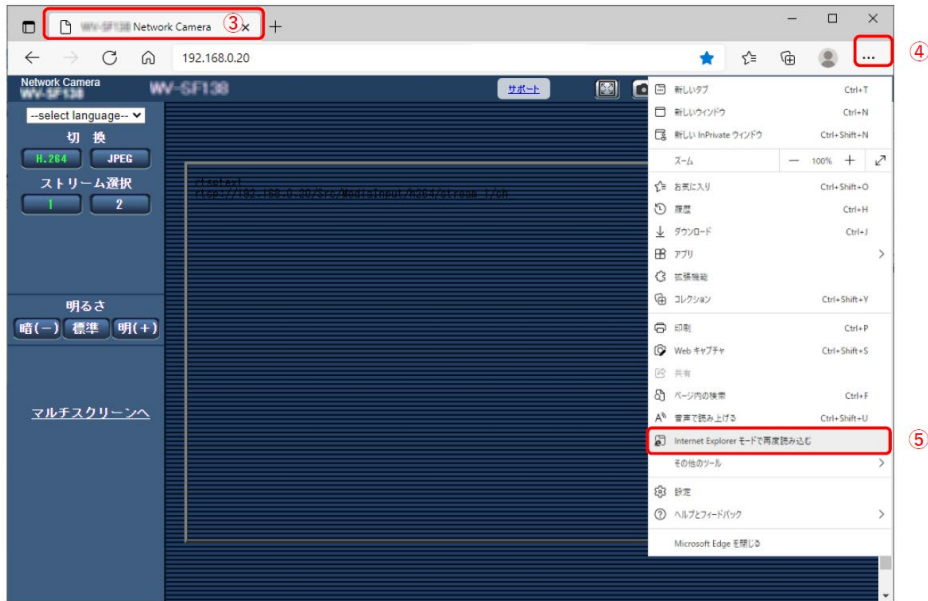 Network Camera
③
192.168.0.20
④
Network Camera
WV-SF138
WV-SF138
サポート
--select language--
切 換
H.264 JPEG
ストリーム選択
1 2
明るさ
暗(－) 標準 明(+)
マルチスクリーンへ
新しいタブ Ctrl+T
新しいウィンドウ Ctrl+N
新しい InPrivate ウィンドウ Ctrl+Shift+N
ズーム 100%
お気に入り Ctrl+Shift+O
履歴 Ctrl+H
ダウンロード Ctrl+J
アプリ
拡張機能
コレクション Ctrl+Shift+Y
印刷 Ctrl+P
Web キャプチャ Ctrl+Shift+S
共有
ページ内の検索 Ctrl+F
音声で読み上げる Ctrl+Shift+U
Internet Explorer モードで再度読み込む
⑤
その他のツール
設定
ヘルプとフィードバック
Microsoft Edge を閉じる